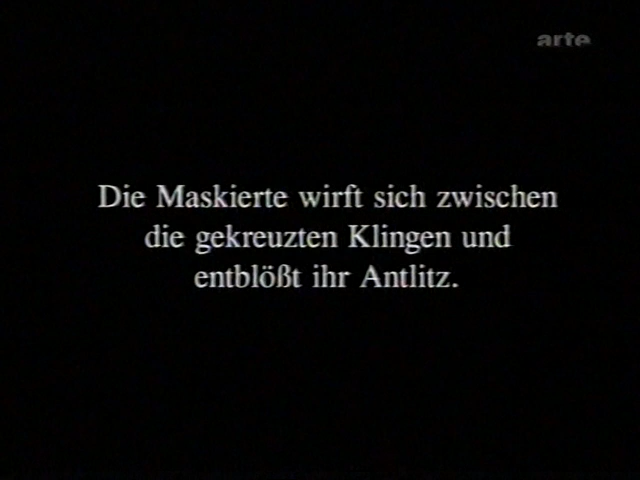 arte
Die Maskierte wirft sich zwischen
die gekreuzten Klingen und
entblößt ihr Antlitz.